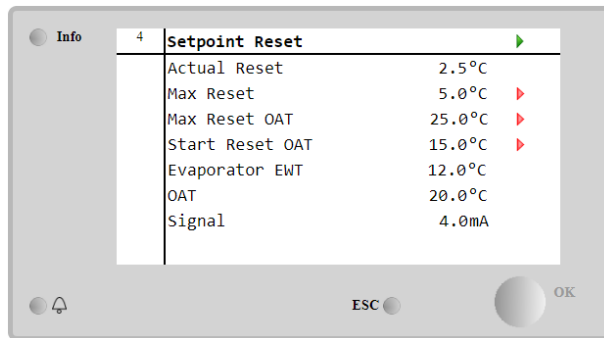 Info
4 Setpoint Reset
Actual Reset 2.5°C
Max Reset 5.0°C
Max Reset OAT 25.0°C
Start Reset OAT 15.0°C
Evaporator EWT 12.0°C
OAT 20.0°C
Signal 4.0mA
ESC OK